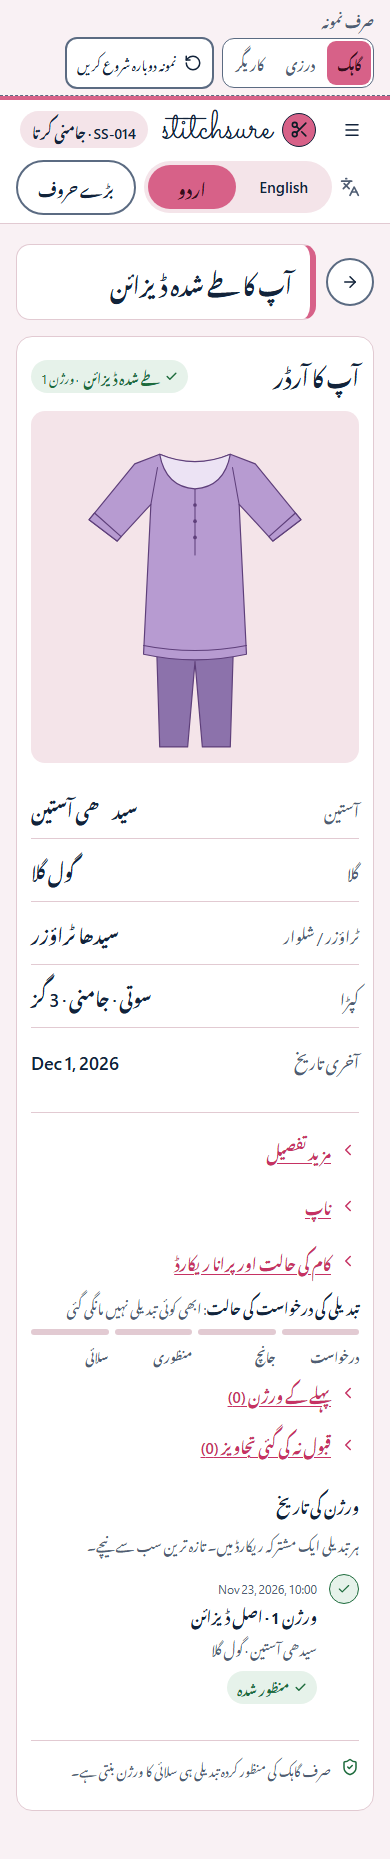 صرف نمونہ
گاہک
درزی
کاریگر
نمونہ دوبارہ شروع کریں
stitchsure
SS-014 · جامنی کرتا
English
اردو
بڑے حروف
آپ کا طے شدہ ڈیزائن
آپ کا آرڈر
طے شدہ ڈیزائن · ورژن 1
آستین
سیدھی آستین
گلا
گول گلا
ٹراؤزر / شلوار
سیدھا ٹراؤزر
کپڑا
سوتی · جامنی · 3 گز
آخری تاریخ
Dec 1, 2026
مزید تفصیل
ناپ
کام کی حالت اور پرانا ریکارڈ
تبدیلی کی درخواست کی حالت: ابھی کوئی تبدیلی نہیں مانگی گئی
درخواست
جانچ
منظوری
سلائی
پہلے کے ورژن (0)
قبول نہ کی گئی تجاویز (0)
ورژن کی تاریخ
ہر تبدیلی ایک مشترکہ ریکارڈ میں۔ تازہ ترین سب سے نیچے۔
Nov 23, 2026, 10:00
ورژن 1 · اصل ڈیزائن
سیدھی آستین · گول گلا
منظور شدہ
صرف گاہک کی منظور کردہ تبدیلی ہی سلائی کا ورژن بنتی ہے۔